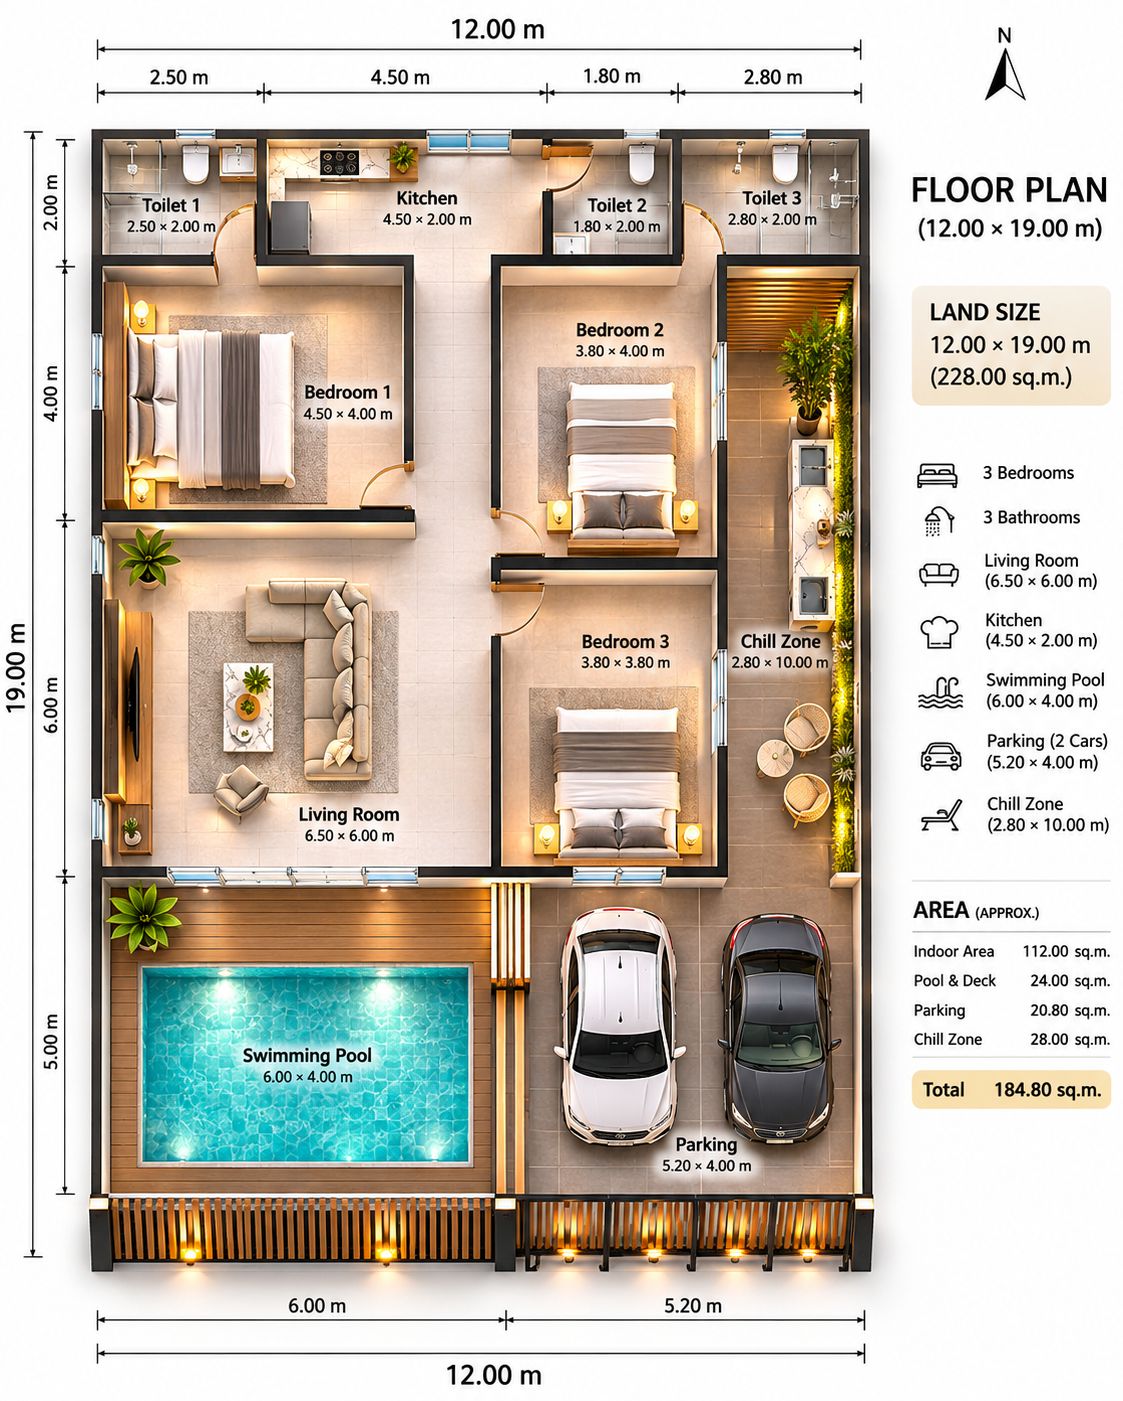 12.00 m
2.50 m
4.50 m
1.80 m
2.80 m
N
19.00 m
2.00 m
4.00 m
6.00 m
5.00 m
Toilet 1
2.50 × 2.00 m
Kitchen
4.50 × 2.00 m
Toilet 2
1.80 × 2.00 m
Toilet 3
2.80 × 2.00 m
Bedroom 1
4.50 × 4.00 m
Bedroom 2
3.80 × 4.00 m
Bedroom 3
3.80 × 3.80 m
Chill Zone
2.80 × 10.00 m
Living Room
6.50 × 6.00 m
Swimming Pool
6.00 × 4.00 m
Parking
5.20 × 4.00 m
6.00 m
5.20 m
12.00 m
FLOOR PLAN
(12.00 × 19.00 m)
LAND SIZE
12.00 × 19.00 m
(228.00 sq.m.)
3 Bedrooms
3 Bathrooms
Living Room
(6.50 × 6.00 m)
Kitchen
(4.50 × 2.00 m)
Swimming Pool
(6.00 × 4.00 m)
Parking (2 Cars)
(5.20 × 4.00 m)
Chill Zone
(2.80 × 10.00 m)
AREA (APPROX.)
Indoor Area 112.00 sq.m.
Pool & Deck 24.00 sq.m.
Parking 20.80 sq.m.
Chill Zone 28.00 sq.m.
Total 184.80 sq.m.